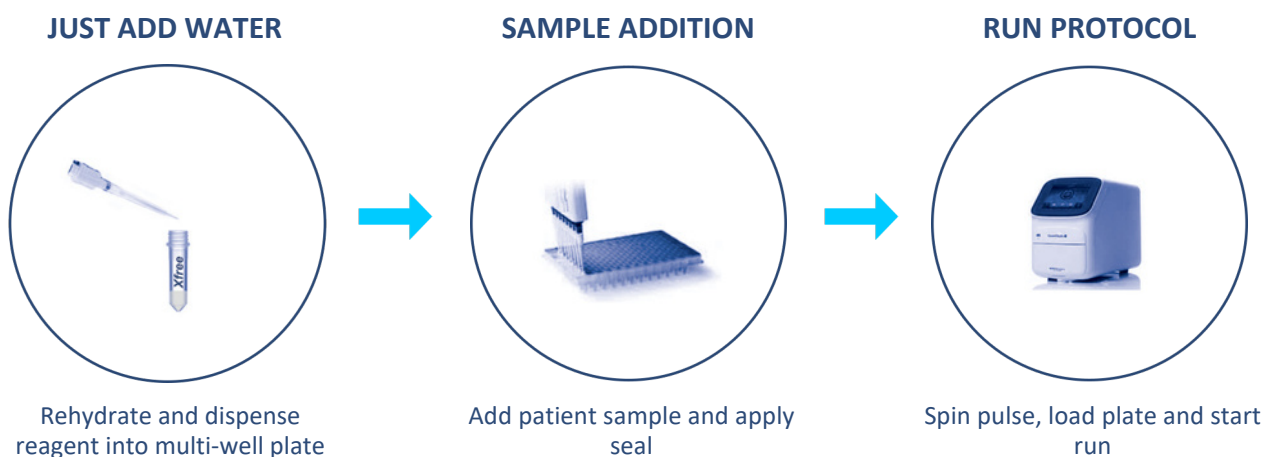 JUST ADD WATER
SAMPLE ADDITION
RUN PROTOCOL
Xfree
Rehydrate and dispense
reagent into multi-well plate
Add patient sample and apply
seal
Spin pulse, load plate and start
run